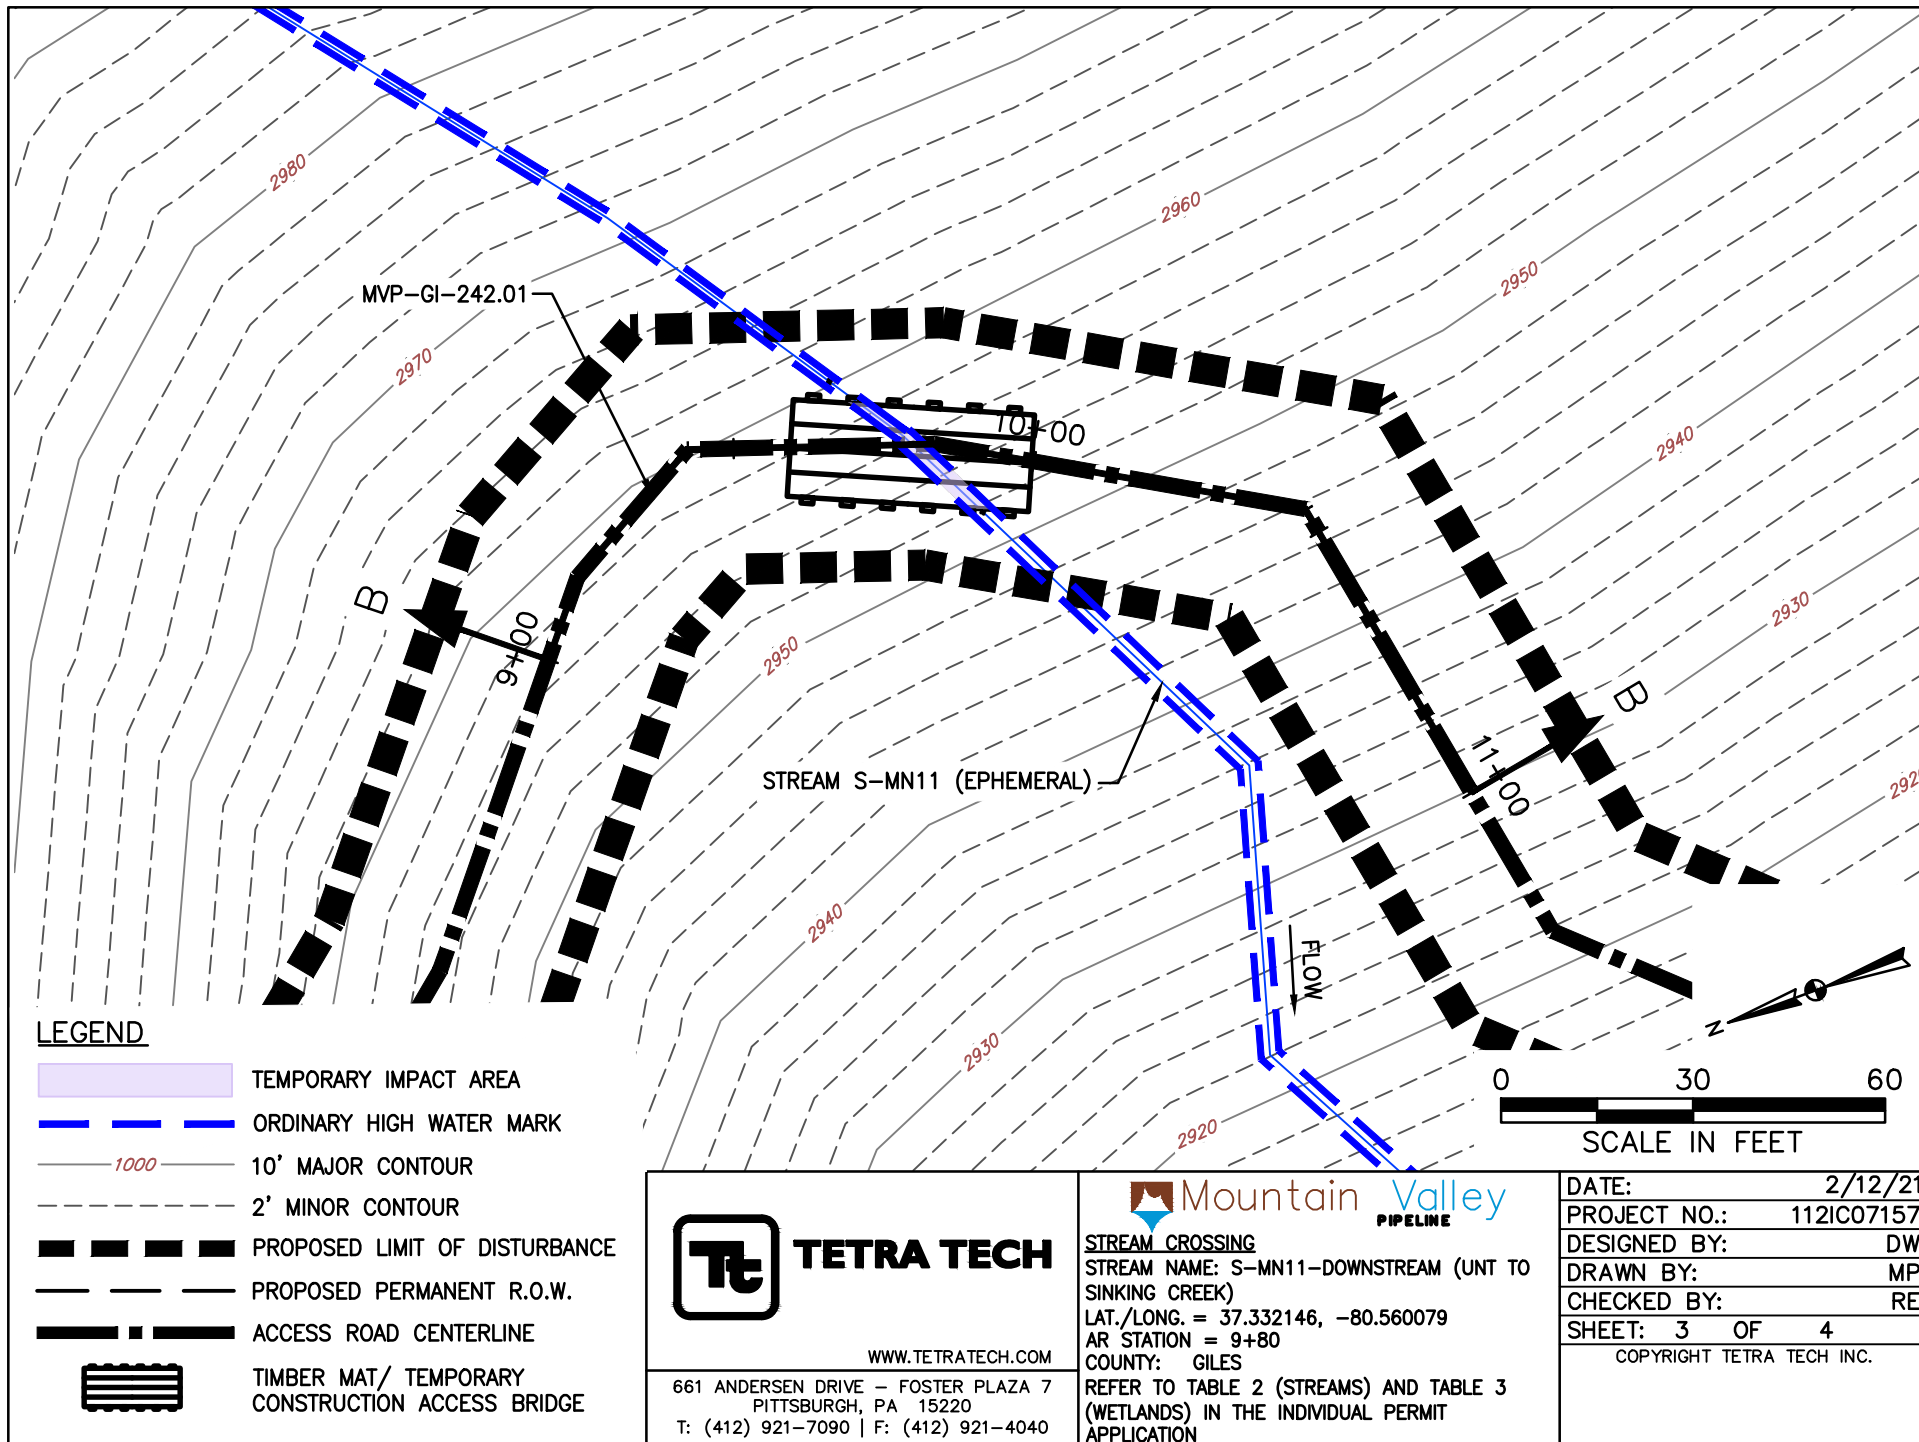 2980
2960
2950
MVP-GI-242.01
2970
10+00
2940
B
9+00
2950
2930
B
11+00
STREAM S-MN11 (EPHEMERAL)
2940
FLOW
2930
N
2920
LEGEND
TEMPORARY IMPACT AREA
ORDINARY HIGH WATER MARK
1000
10' MAJOR CONTOUR
2' MINOR CONTOUR
PROPOSED LIMIT OF DISTURBANCE
PROPOSED PERMANENT R.O.W.
ACCESS ROAD CENTERLINE
TIMBER MAT/ TEMPORARY
CONSTRUCTION ACCESS BRIDGE
0 30 60
SCALE IN FEET
Tt TETRA TECH
WWW.TETRATECH.COM
661 ANDERSEN DRIVE – FOSTER PLAZA 7
PITTSBURGH, PA 15220
T: (412) 921-7090 | F: (412) 921-4040
Mountain Valley
PIPELINE
STREAM CROSSING
STREAM NAME: S-MN11-DOWNSTREAM (UNT TO
SINKING CREEK)
LAT./LONG. = 37.332146, -80.560079
AR STATION = 9+80
COUNTY: GILES
REFER TO TABLE 2 (STREAMS) AND TABLE 3
(WETLANDS) IN THE INDIVIDUAL PERMIT
APPLICATION
DATE: 2/12/21
PROJECT NO.: 112IC07157
DESIGNED BY: DW
DRAWN BY: MP
CHECKED BY: RE
SHEET: 3 OF 4
COPYRIGHT TETRA TECH INC.